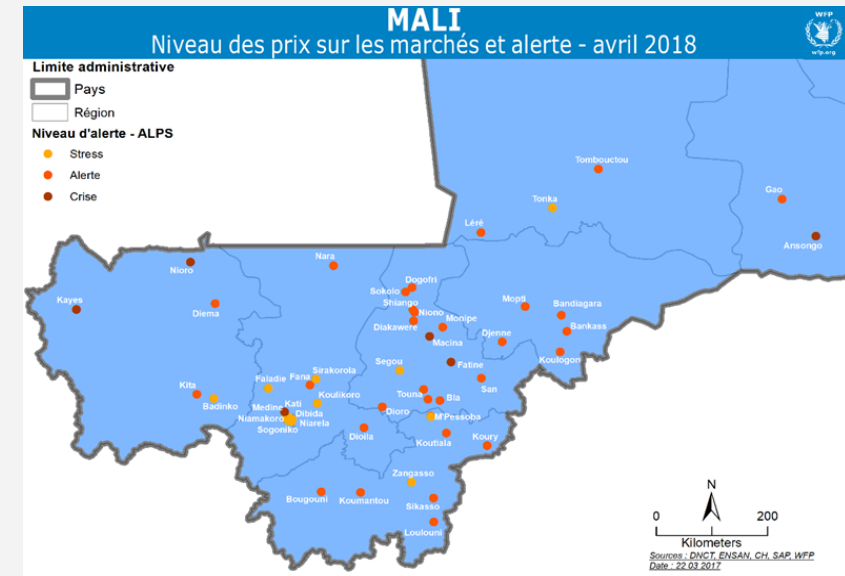 MALI
Niveau des prix sur les marchés et alerte - avril 2018
WFP
wfp.org
Limite administrative
Pays
Région
Niveau d'alerte - ALPS
Stress
Alerte
Crise
Tombouctou
Gao
Tonka
Léré
Ansongo
Nara
Nioro
Dogofri
Sokolo
Kayes
Diema
Shiango
Niono
Monipe
Mopti
Bandiagara
Diakawere
Bankass
Macina
Djenne
Koulogon
Segou
Fatine
Sirakorola
Faladie
Fana
San
Kita
Touna
Bla
Badinko
Koulikoro
Medine
Kati
Dioro
Dibida
Niamakoro
Niarela
M'Pessoba
Sogoniko
Dioila
Koutiala
Koury
Zangasso
Bougouni
Koumantou
Sikasso
Loulouni
N
0 200
Kilometers
Sources : DNCT, ENSAN, CH, SAP, WFP
Date : 22 03 2017